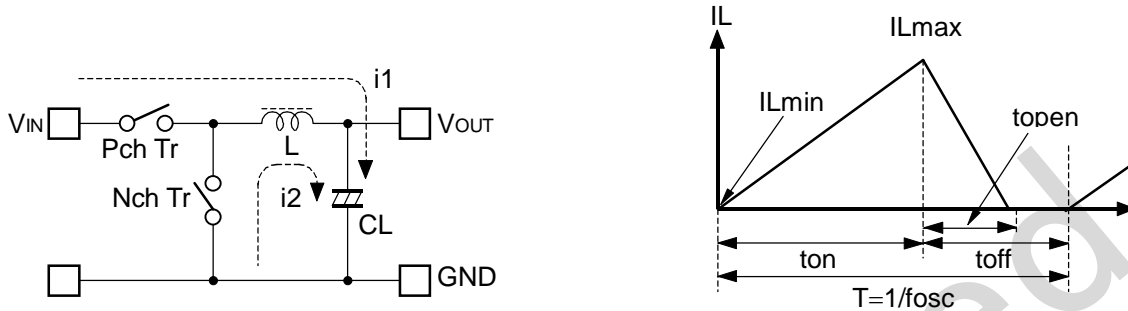 i1
VIN
VOUT
Pch Tr
L
Nch Tr
i2
CL
GND
IL
ILmax
ILmin
topen
ton
toff
T=1/fosc